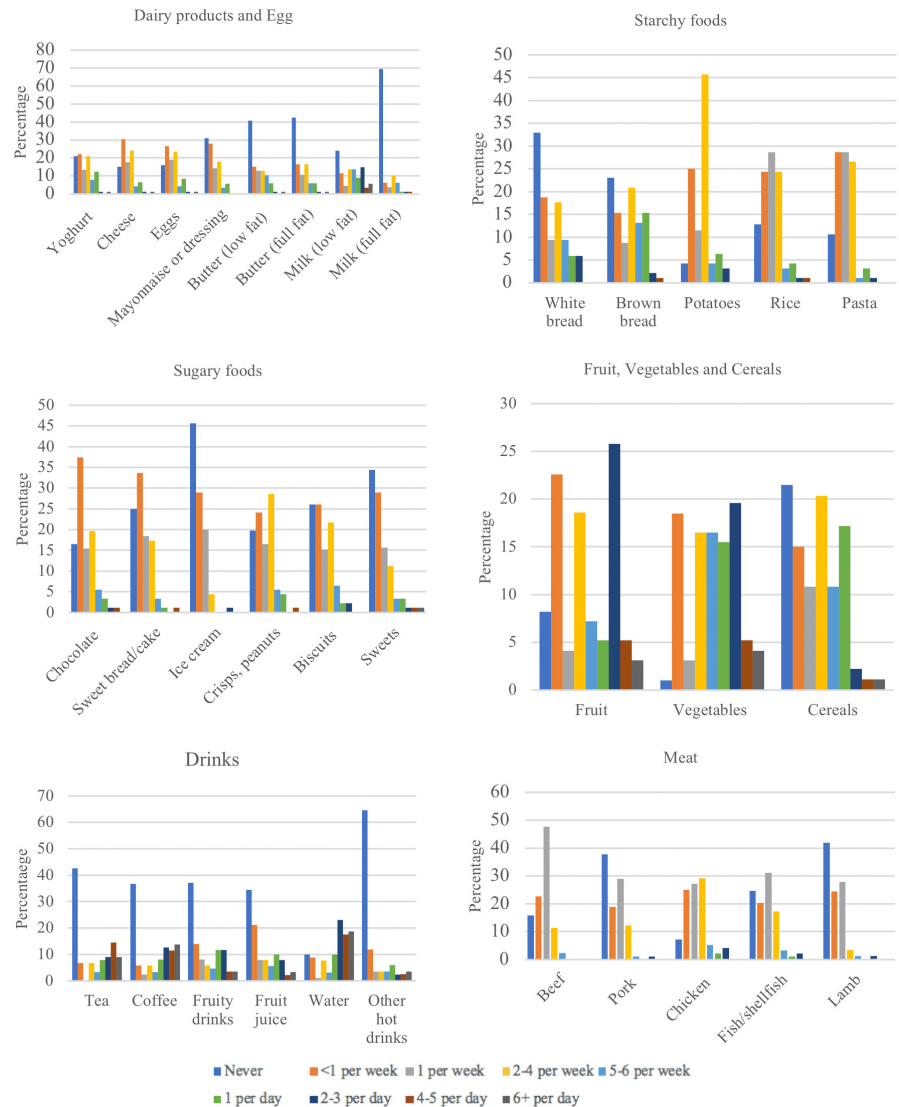 Dairy products and Egg
Percentage
80
70
60
50
40
30
20
10
0
Yoghurt
Cheese
Eggs
Mayonnaise or dressing
Butter (low fat)
Butter (full fat)
Milk (low fat)
Milk (full fat)
Starchy foods
Percentage
50
45
40
35
30
25
20
15
10
5
0
White
bread
Brown
bread
Potatoes
Rice
Pasta
Sugary foods
Percentage
50
45
40
35
30
25
20
15
10
5
0
Chocolate
Sweet bread/cake
Ice cream
Crisps, peanuts
Biscuits
Sweets
Fruit, Vegetables and Cereals
Percentage
30
25
20
15
10
5
0
Fruit
Vegetables
Cereals
Drinks
Percentaege
70
60
50
40
30
20
10
0
Tea
Coffee
Fruity
drinks
Fruit
juice
Water
Other
hot
drinks
Meat
Percentage
60
50
40
30
20
10
0
Beef
Pork
Chicken
Fish/shellfish
Lamb
Never
<1 per week
1 per week
2-4 per week
5-6 per week
1 per day
2-3 per day
4-5 per day
6+ per day